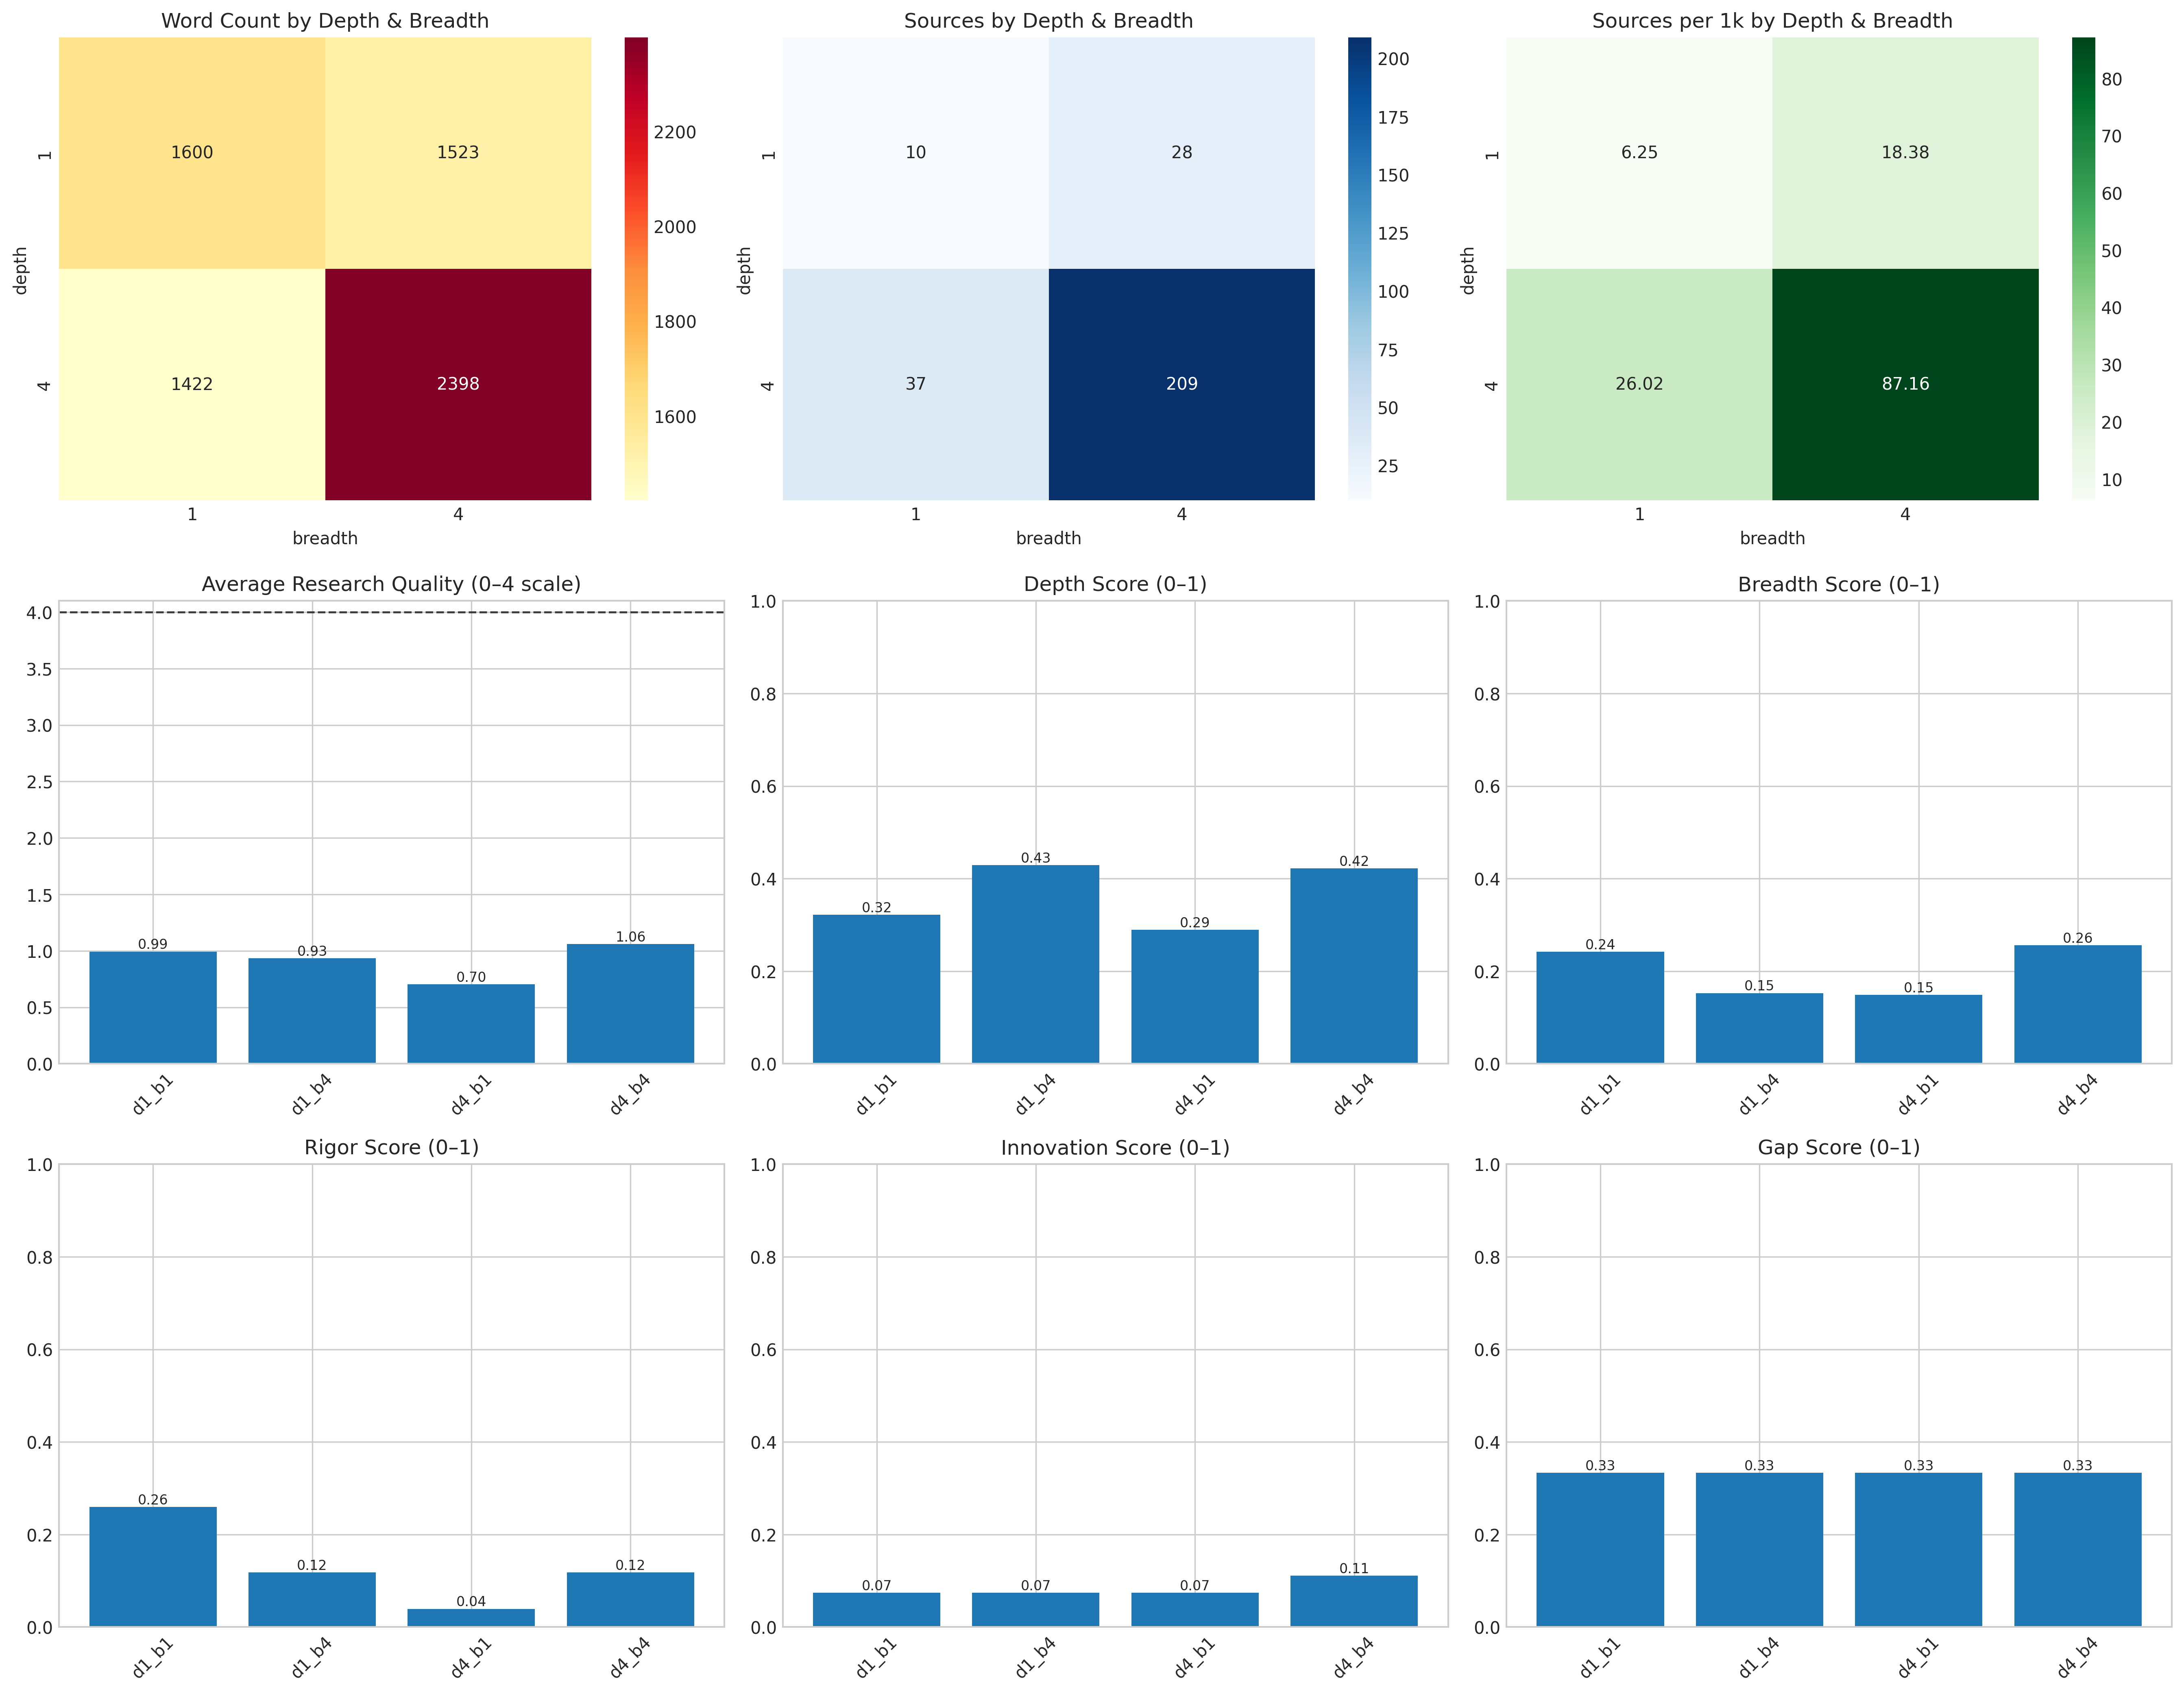 Word Count by Depth & Breadth
1600
1523
1422
2398
1
4
depth
1
4
breadth
2200
2000
1800
1600
Sources by Depth & Breadth
10
28
37
209
1
4
depth
1
4
breadth
200
175
150
125
100
75
50
25
Sources per 1k by Depth & Breadth
6.25
18.38
26.02
87.16
1
4
depth
1
4
breadth
80
70
60
50
40
30
20
10
Average Research Quality (0–4 scale)
4.0
3.5
3.0
2.5
2.0
1.5
1.0
0.5
0.0
0.99
0.93
0.70
1.06
d1_b1
d1_b4
d4_b1
d4_b4
Depth Score (0–1)
1.0
0.8
0.6
0.4
0.2
0.0
0.32
0.43
0.29
0.42
d1_b1
d1_b4
d4_b1
d4_b4
Breadth Score (0–1)
1.0
0.8
0.6
0.4
0.2
0.0
0.24
0.15
0.15
0.26
d1_b1
d1_b4
d4_b1
d4_b4
Rigor Score (0–1)
1.0
0.8
0.6
0.4
0.2
0.0
0.26
0.12
0.04
0.12
d1_b1
d1_b4
d4_b1
d4_b4
Innovation Score (0–1)
1.0
0.8
0.6
0.4
0.2
0.0
0.07
0.07
0.07
0.11
d1_b1
d1_b4
d4_b1
d4_b4
Gap Score (0–1)
1.0
0.8
0.6
0.4
0.2
0.0
0.33
0.33
0.33
0.33
d1_b1
d1_b4
d4_b1
d4_b4